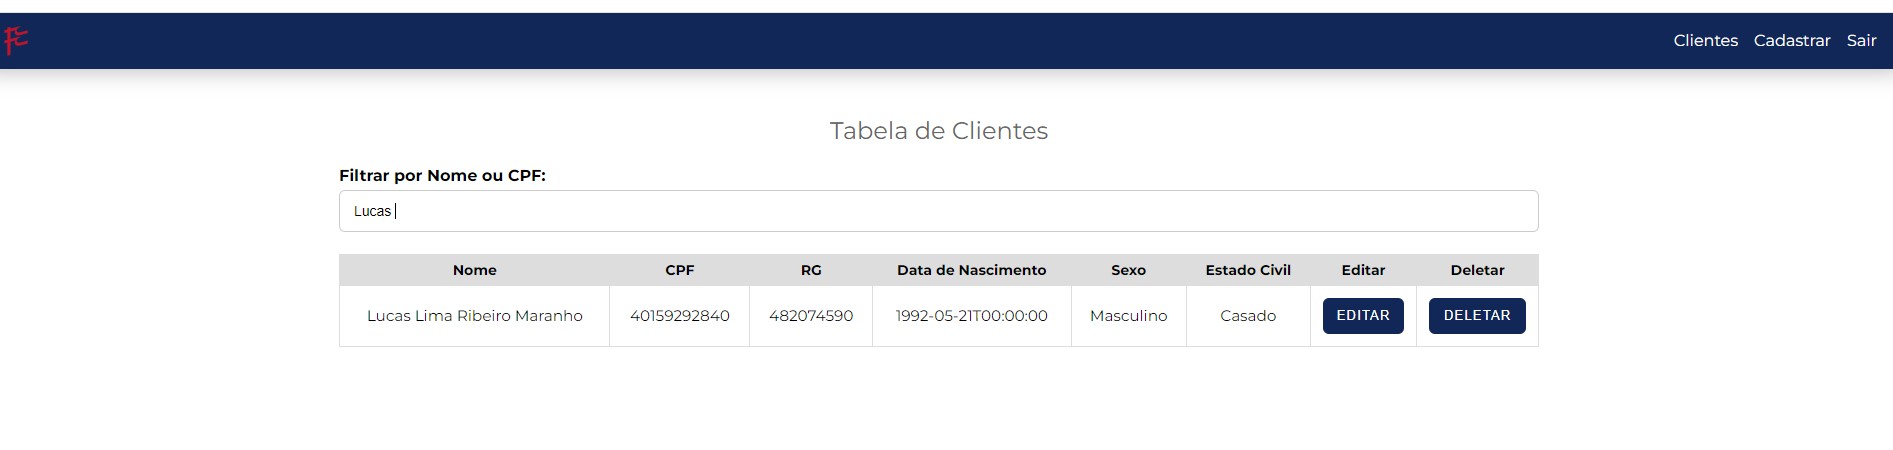 FC
Clientes Cadastrar Sair
Tabela de Clientes
Filtrar por Nome ou CPF:
Lucas
Nome CPF RG Data de Nascimento Sexo Estado Civil Editar Deletar
Lucas Lima Ribeiro Maranho 40159292840 482074590 1992-05-21T00:00:00 Masculino Casado EDITAR DELETAR